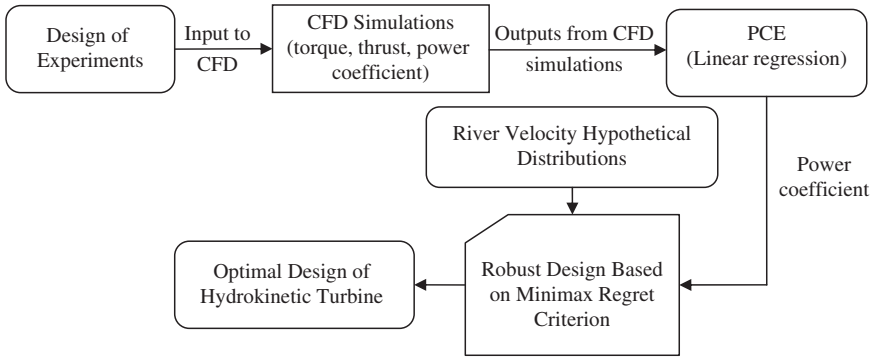 Design of
Experiments
Input to
CFD
CFD Simulations
(torque, thrust, power
coefficient)
Outputs from CFD
simulations
PCE
(Linear regression)
River Velocity Hypothetical
Distributions
Power
coefficient
Optimal Design of
Hydrokinetic Turbine
Robust Design Based
on Minimax Regret
Criterion